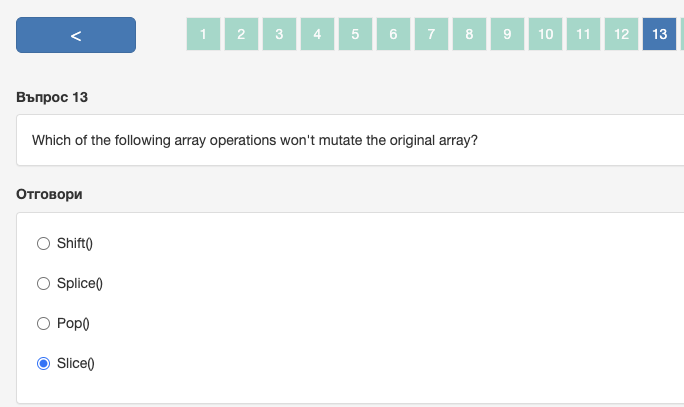 <
1 2 3 4 5 6 7 8 9 10 11 12 13
Въпрос 13
Which of the following array operations won't mutate the original array?
Отговори
Shift()
Splice()
Pop()
Slice()